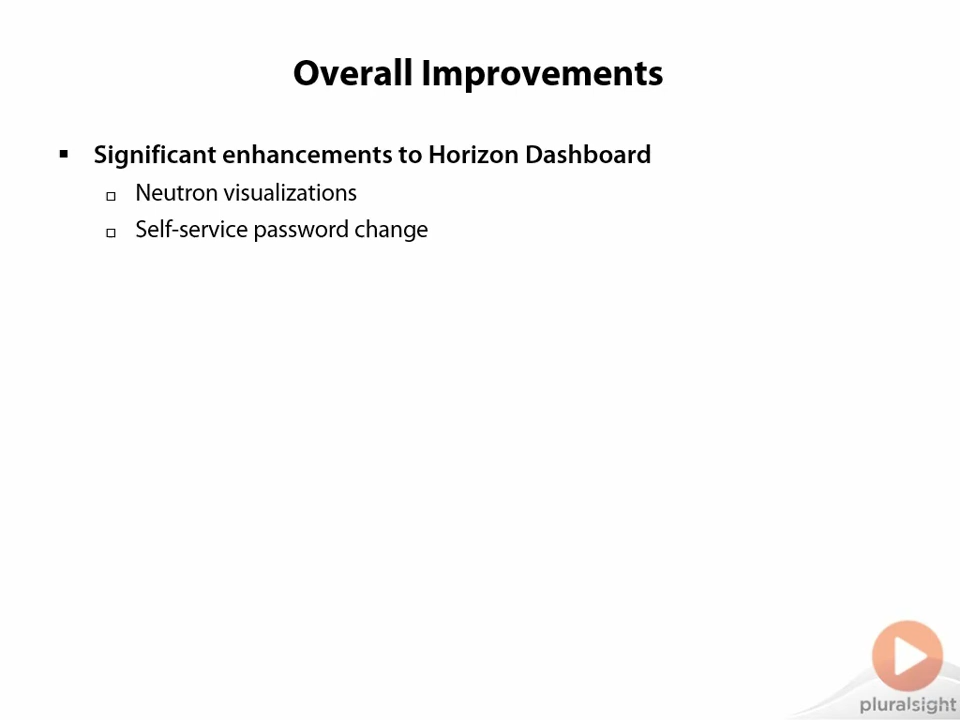 Overall Improvements
Significant enhancements to Horizon Dashboard
Neutron visualizations
Self-service password change
pluralsight